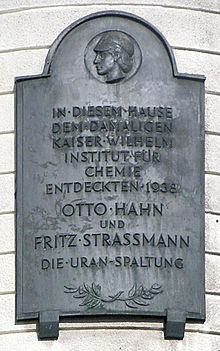 IN·DIESEM·HAUSE
DEM·DAMALIGEN
KAISER·WILHELM
INSTITUT·FÜR
CHEMIE
ENTDECKTEN·1938
OTTO·HAHN
UND
FRITZ·STRASSMANN
DIE·URAN-SPALTUNG